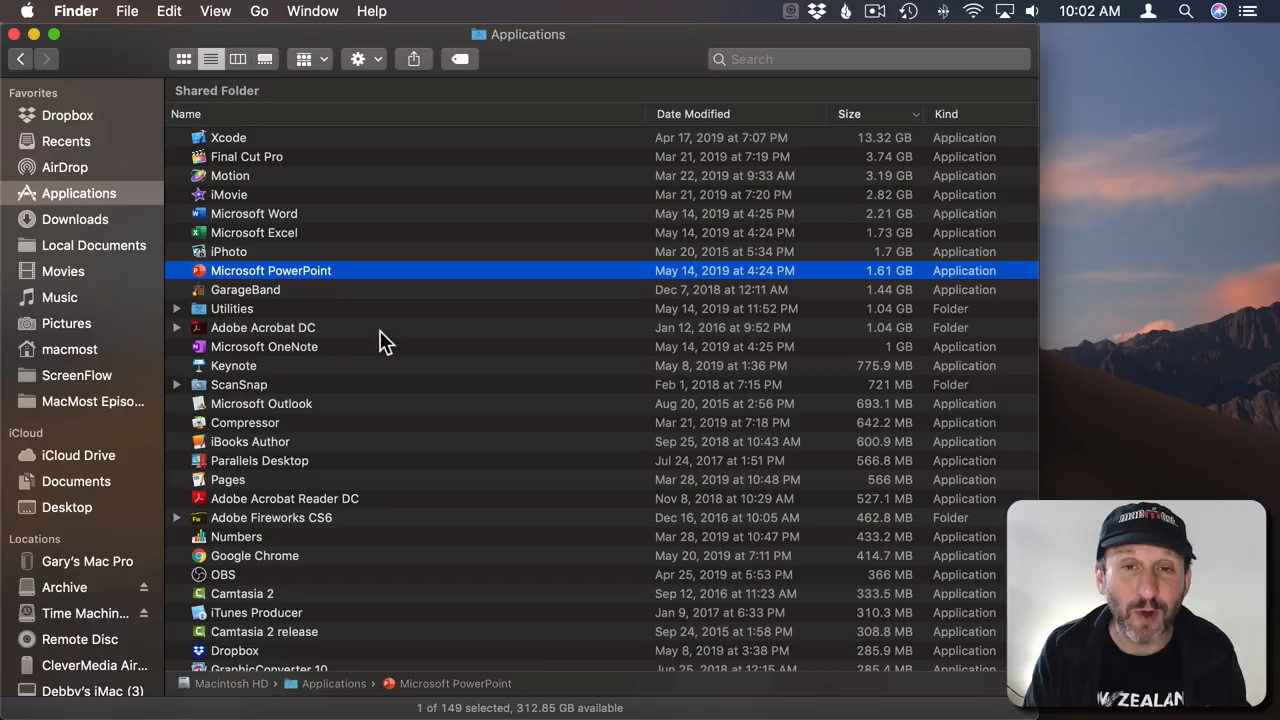 Finder File Edit View Go Window Help 10:02 AM
Applications
Search
Favorites
Dropbox
Recents
AirDrop
Applications
Downloads
Local Documents
Movies
Music
Pictures
macmost
ScreenFlow
MacMost Episo...
iCloud
iCloud Drive
Documents
Desktop
Locations
Gary's Mac Pro
Archive
Time Machin...
Remote Disc
CleverMedia Air...
Debby's iMac (3)
Shared Folder
Name Date Modified Size Kind
Xcode Apr 17, 2019 at 7:07 PM 13.32 GB Application
Final Cut Pro Mar 21, 2019 at 7:19 PM 3.74 GB Application
Motion Mar 22, 2019 at 9:33 AM 3.19 GB Application
iMovie Mar 21, 2019 at 7:20 PM 2.82 GB Application
Microsoft Word May 14, 2019 at 4:25 PM 2.21 GB Application
Microsoft Excel May 14, 2019 at 4:24 PM 1.73 GB Application
iPhoto Mar 20, 2015 at 5:34 PM 1.7 GB Application
Microsoft PowerPoint May 14, 2019 at 4:24 PM 1.61 GB Application
GarageBand Dec 7, 2018 at 12:11 AM 1.44 GB Application
Utilities May 14, 2019 at 11:52 PM 1.04 GB Folder
Adobe Acrobat DC Jan 12, 2016 at 9:52 PM 1.04 GB Folder
Microsoft OneNote May 14, 2019 at 4:25 PM 1 GB Application
Keynote May 8, 2019 at 1:36 PM 775.9 MB Application
ScanSnap Feb 1, 2018 at 7:15 PM 721 MB Folder
Microsoft Outlook Aug 20, 2015 at 2:56 PM 693.1 MB Application
Compressor Mar 21, 2019 at 7:18 PM 642.2 MB Application
iBooks Author Sep 25, 2018 at 10:43 AM 600.9 MB Application
Parallels Desktop Jul 24, 2017 at 1:51 PM 566.8 MB Application
Pages Mar 28, 2019 at 10:49 PM 566 MB Application
Adobe Acrobat Reader DC Nov 8, 2018 at 10:29 AM 527.1 MB Application
Adobe Fireworks CS6 Dec 16, 2016 at 10:05 AM 462.8 MB Folder
Numbers Mar 28, 2019 at 10:47 PM 433.2 MB Application
Google Chrome May 20, 2019 at 7:11 PM 414.7 MB Application
OBS Apr 25, 2019 at 5:53 PM 366 MB Application
Camtasia 2 Sep 12, 2016 at 11:23 AM 333.5 MB Application
iTunes Producer Jan 9, 2017 at 6:33 PM 310.3 MB Application
Camtasia 2 release Sep 24, 2015 at 1:58 PM 308.8 MB Application
Dropbox May 8, 2019 at 3:38 PM 285.9 MB Application
GraphicConverter 10 Jun 25, 2018 at 12:15 AM 285.4 MB Application
Macintosh HD › Applications › Microsoft PowerPoint
1 of 149 selected, 312.85 GB available
ZEALAN